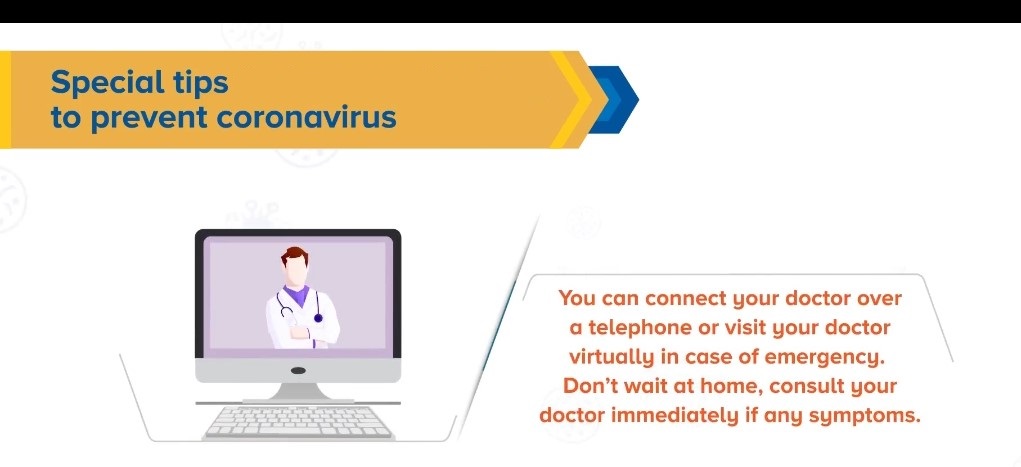 Special tips
to prevent coronavirus
You can connect your doctor over
a telephone or visit your doctor
virtually in case of emergency.
Don't wait at home, consult your
doctor immediately if any symptoms.